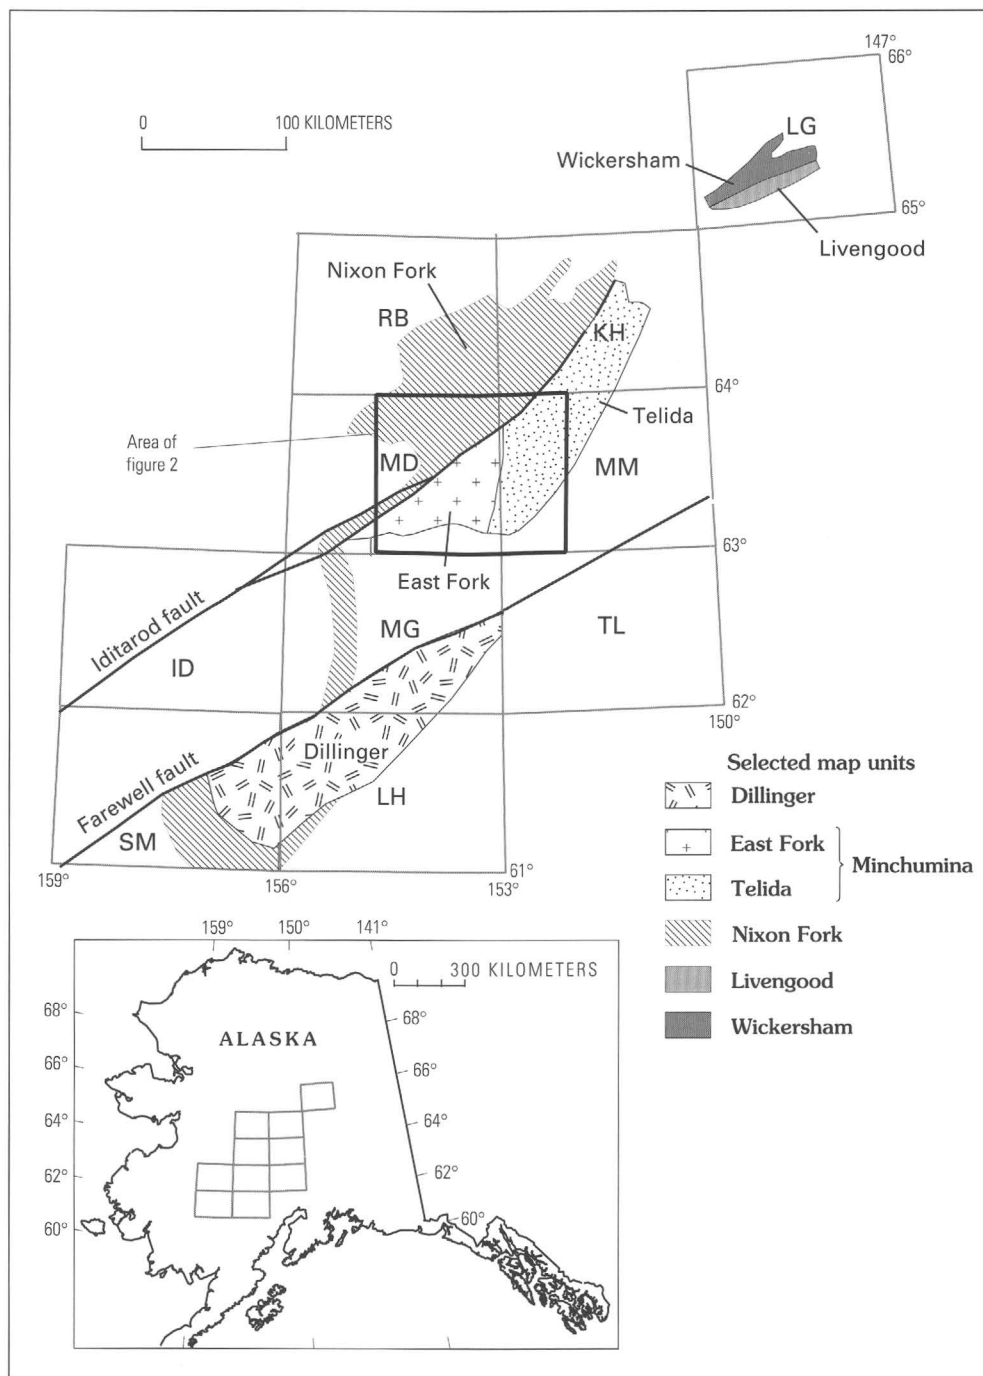 147°
66°
0 100 KILOMETERS
LG
Wickersham
65°
Livengood
Nixon Fork
RB
KH
64°
Telida
Area of
figure 2
MD
MM
63°
East Fork
Iditarod fault
MG
TL
ID
62°
150°
Dillinger
Farewell fault
LH
SM
159°
156°
153°
61°
Selected map units
Dillinger
East Fork
Minchumina
Telida
Nixon Fork
Livengood
Wickersham
159° 150° 141°
0 300 KILOMETERS
68°
68°
ALASKA
66°
66°
64°
64°
62°
62°
60°
60°